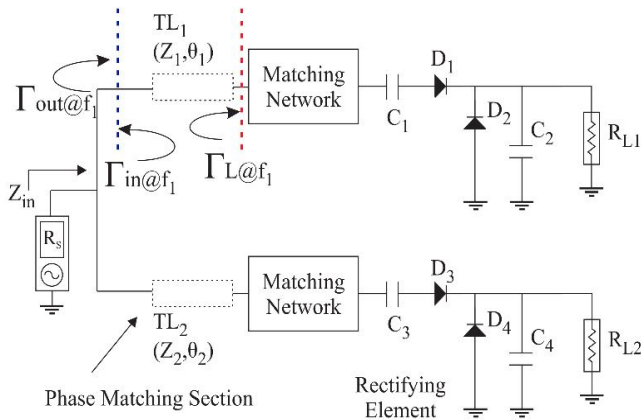 TL1
(Z1,θ1)
Γout@f1
Γin@f1
ΓL@f1
Matching
Network
C1
D1
D2
C2
RL1
Zin
Rs
TL2
(Z2,θ2)
Matching
Network
C3
D3
D4
C4
RL2
Phase Matching Section
Rectifying
Element